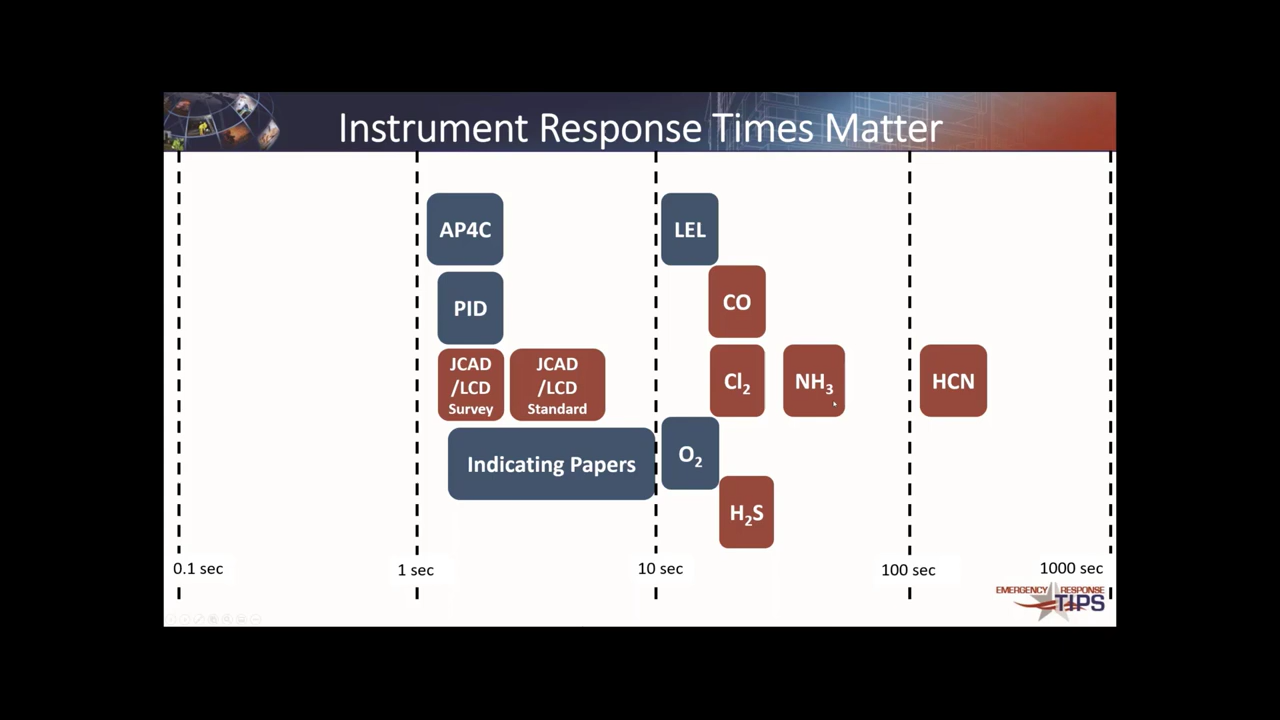 Instrument Response Times Matter
AP4C
LEL
PID
CO
JCAD
/LCD
Survey
JCAD
/LCD
Standard
Cl₂
NH₃
HCN
Indicating Papers
O₂
H₂S
0.1 sec
1 sec
10 sec
100 sec
1000 sec
EMERGENCY RESPONSE
TIPS